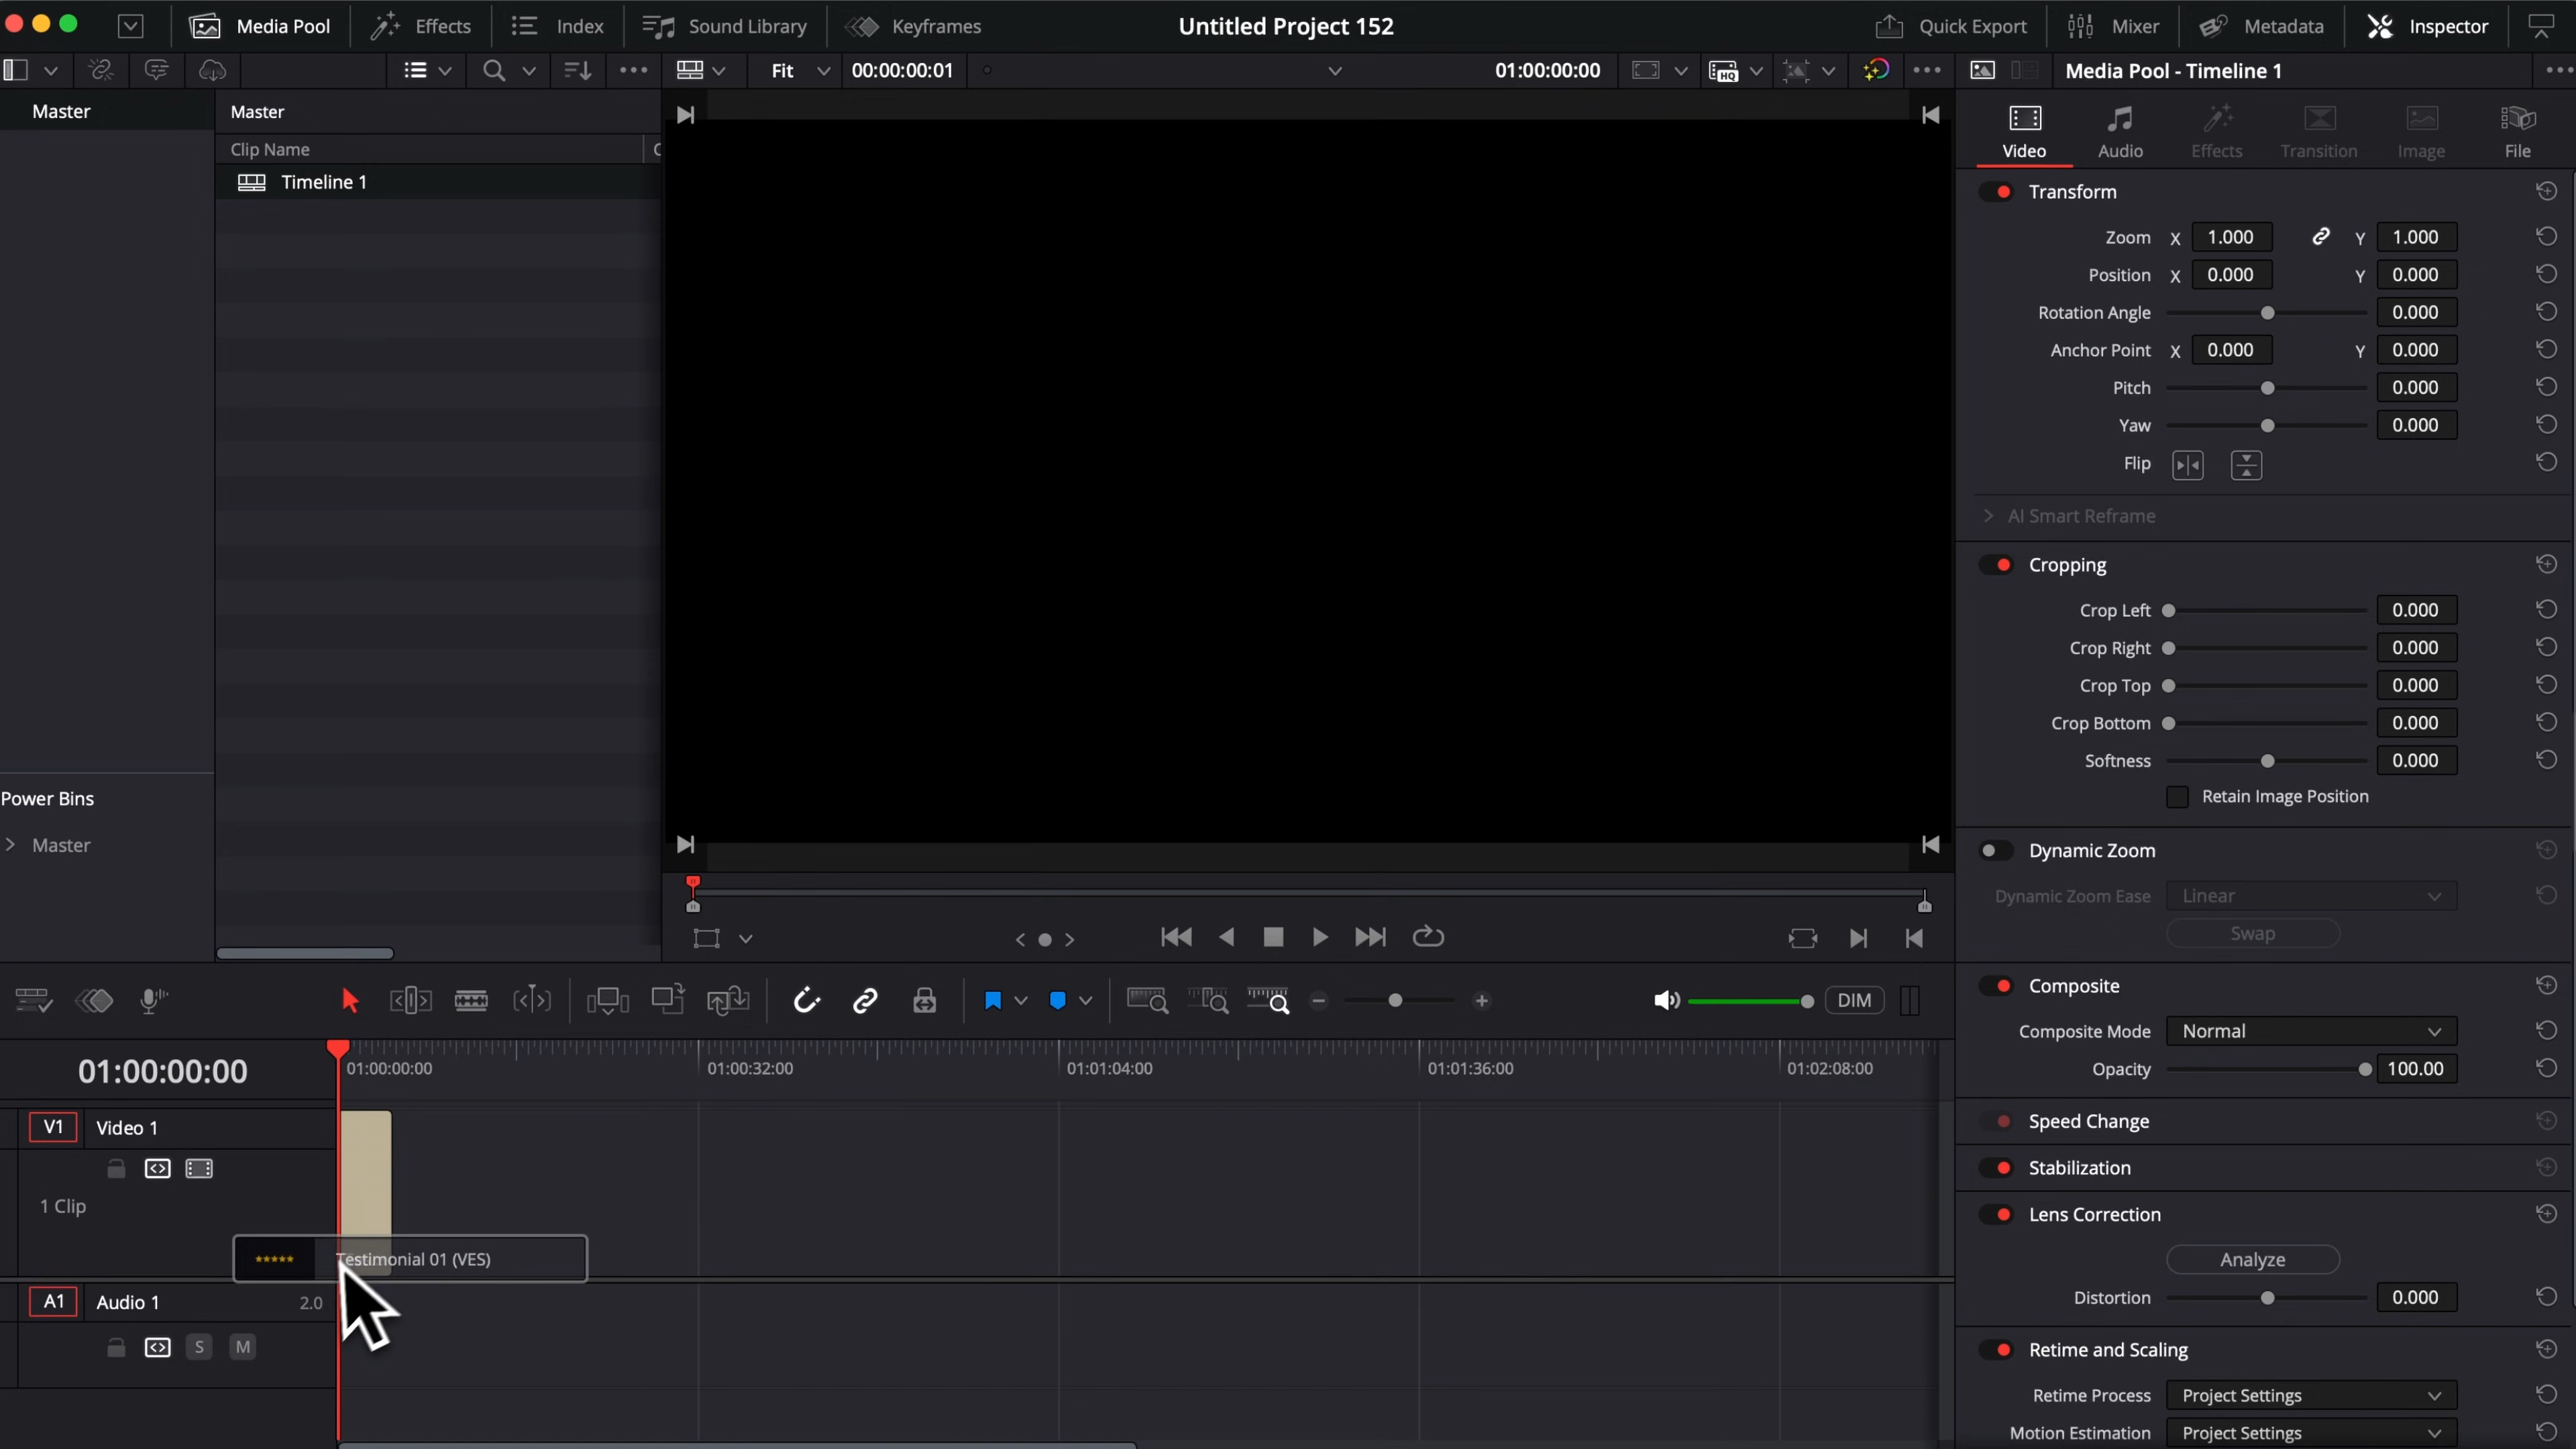 Media Pool Effects Index Sound Library Keyframes Untitled Project 152 Quick Export Mixer Metadata Inspector
Fit 00:00:00:01 01:00:00:00 HQ Media Pool - Timeline 1
Master
Master
Clip Name C
Timeline 1
Power Bins
Master
Video Audio Effects Transition Image File
Transform
Zoom X 1.000 Y 1.000
Position X 0.000 Y 0.000
Rotation Angle 0.000
Anchor Point X 0.000 Y 0.000
Pitch 0.000
Yaw 0.000
Flip
AI Smart Reframe
Cropping
Crop Left 0.000
Crop Right 0.000
Crop Top 0.000
Crop Bottom 0.000
Softness 0.000
Retain Image Position
Dynamic Zoom
Dynamic Zoom Ease Linear
Swap
Composite
Composite Mode Normal
Opacity 100.00
Speed Change
Stabilization
Lens Correction
Analyze
Distortion 0.000
Retime and Scaling
Retime Process Project Settings
Motion Estimation Project Settings
DIM
01:00:00:00 01:00:00:00 01:00:32:00 01:01:04:00 01:01:36:00 01:02:08:00
V1 Video 1
1 Clip
Testimonial 01 (VES)
A1 Audio 1 2.0
S M